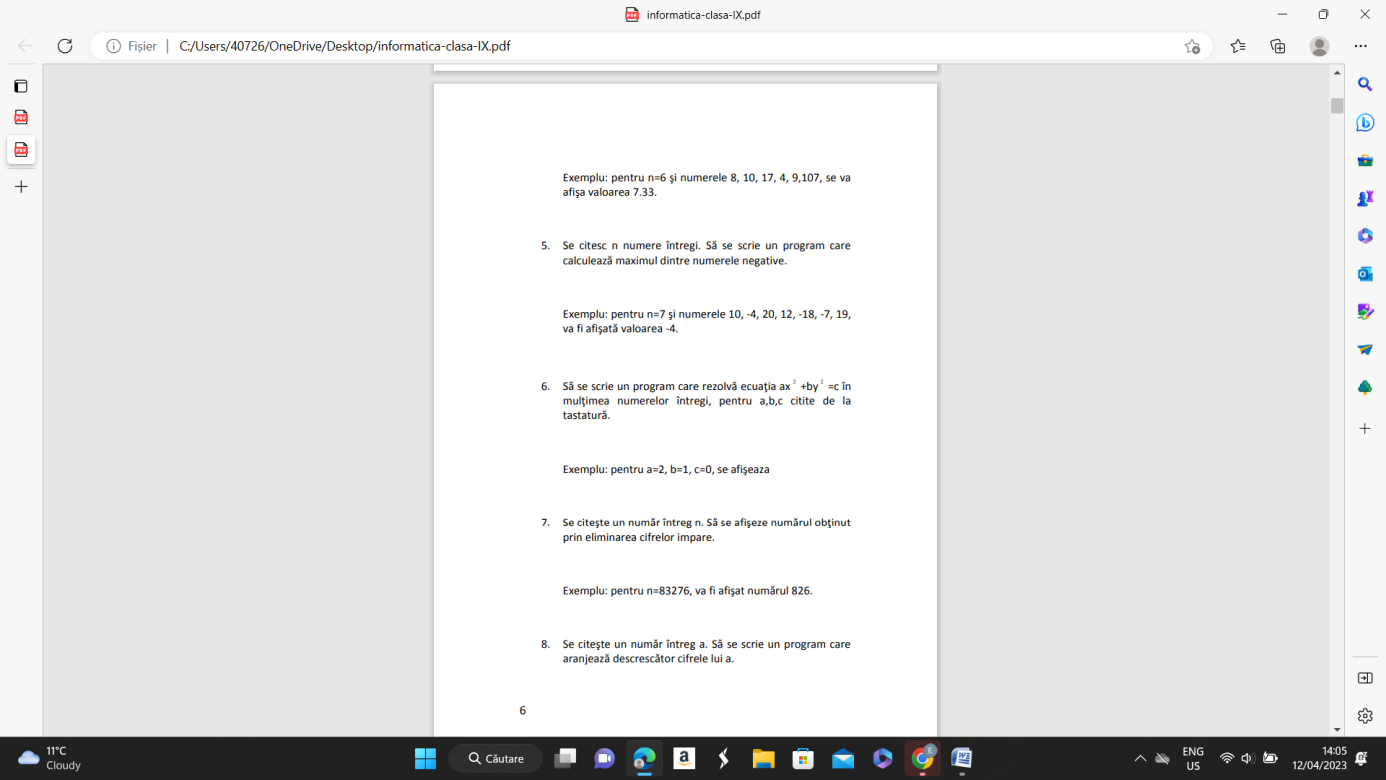 informatica-clasa-IX.pdf
Fișier | C:/Users/40726/OneDrive/Desktop/informatica-clasa-IX.pdf
Exemplu: pentru n=6 şi numerele 8, 10, 17, 4, 9,107, se va
afişa valoarea 7.33.
5. Se citesc n numere întregi. Să se scrie un program care
calculează maximul dintre numerele negative.
Exemplu: pentru n=7 şi numerele 10, -4, 20, 12, -18, -7, 19,
va fi afişată valoarea -4.
6. Să se scrie un program care rezolvă ecuaţia ax² +by² =c în
mulţimea numerelor întregi, pentru a,b,c citite de la
tastatură.
Exemplu: pentru a=2, b=1, c=0, se afişeaza
7. Se citeşte un număr întreg n. Să se afişeze numărul obţinut
prin eliminarea cifrelor impare.
Exemplu: pentru n=83276, va fi afişat numărul 826.
8. Se citeşte un număr întreg a. Să se scrie un program care
aranjează descrescător cifrele lui a.
6
11°C
Cloudy
Căutare
ENG
US
14:05
12/04/2023